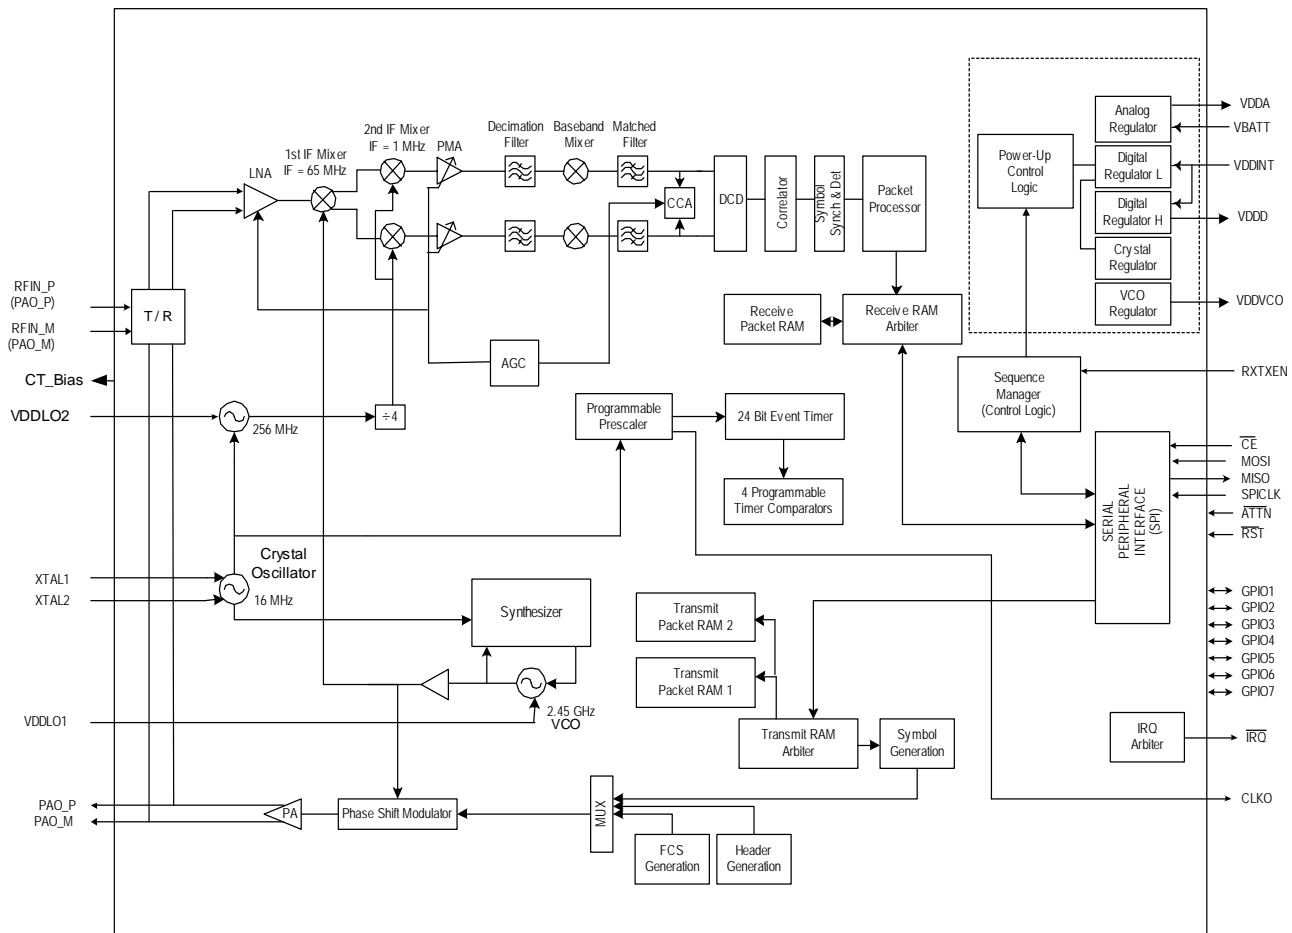 Analog
Regulator
VDDA
VBATT
Power-Up
Control
Logic
Digital
Regulator L
VDDINT
Digital
Regulator H
VDDD
Crystal
Regulator
VCO
Regulator
VDDVCO
2nd IF Mixer
IF = 1 MHz
PMA
Decimation
Filter
Baseband
Mixer
Matched
Filter
1st IF Mixer
IF = 65 MHz
LNA
CCA
DCD
Correlator
Symbol
Synch & Det
Packet
Processor
RFIN_P
(PAO_P)
RFIN_M
(PAO_M)
T / R
Receive
Packet RAM
Receive RAM
Arbiter
AGC
CT_Bias
Sequence
Manager
(Control Logic)
RXTXEN
VDDLO2
256 MHz
÷4
Programmable
Prescaler
24 Bit Event Timer
4 Programmable
Timer Comparators
SERIAL
PERIPHERAL
INTERFACE
(SPI)
CE
MOSI
MISO
SPICLK
ATTN
RST
XTAL1
XTAL2
Crystal
Oscillator
16 MHz
Synthesizer
Transmit
Packet RAM 2
Transmit
Packet RAM 1
GPIO1
GPIO2
GPIO3
GPIO4
GPIO5
GPIO6
GPIO7
VDDLO1
2.45 GHz
VCO
Transmit RAM
Arbiter
Symbol
Generation
IRQ
Arbiter
IRQ
PAO_P
PAO_M
PA
Phase Shift Modulator
MUX
FCS
Generation
Header
Generation
CLKO